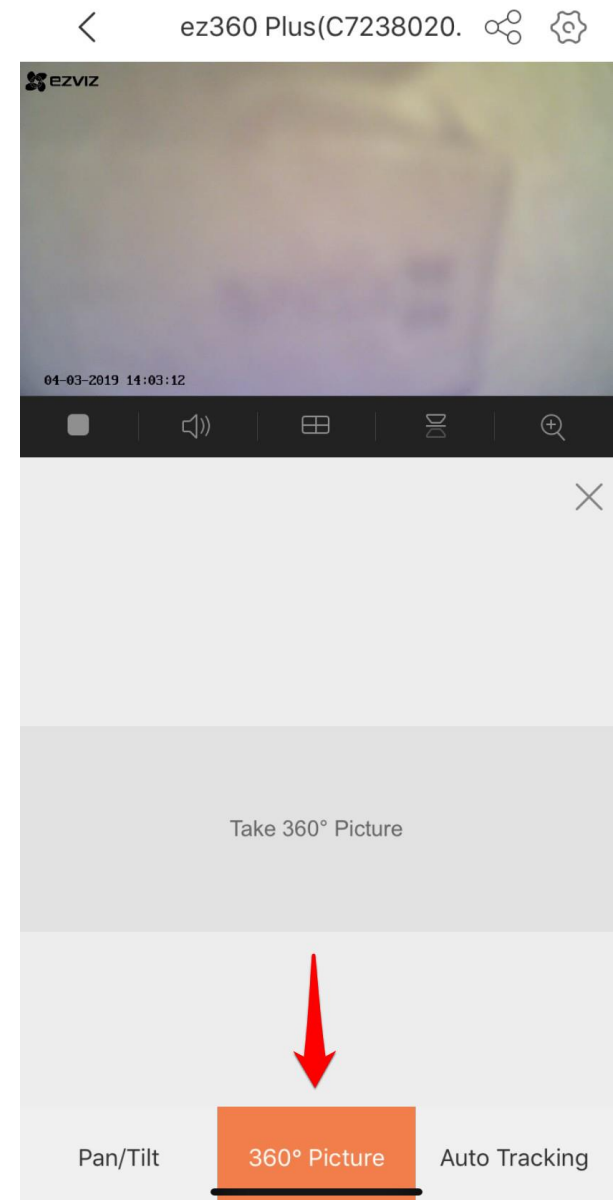 ez360 Plus(C7238020.
ezviz
04-03-2019 14:03:12
Take 360° Picture
Pan/Tilt
360° Picture
Auto Tracking